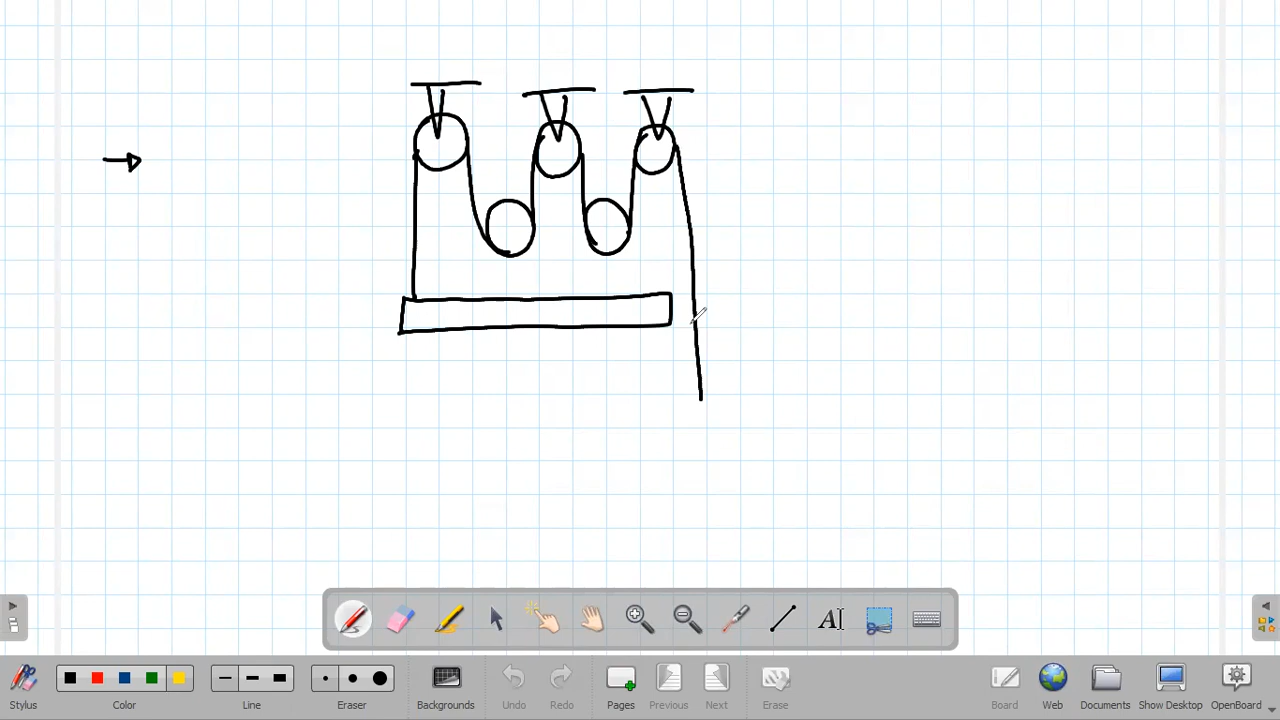 Stylus
Color
Line
Eraser
Backgrounds
Undo
Redo
Pages
Previous
Next
Erase
Board
Web
Documents
Show Desktop
OpenBoard